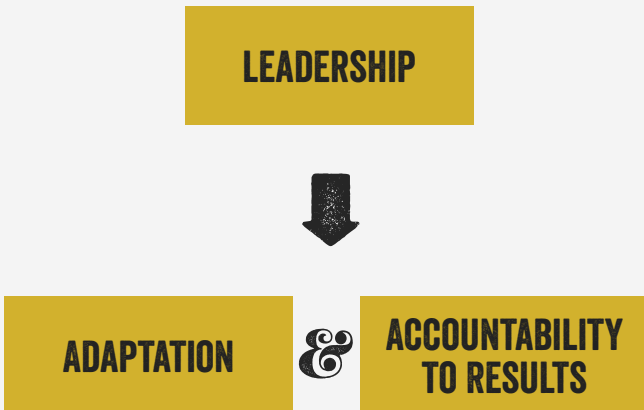 LEADERSHIP
ADAPTATION
&
ACCOUNTABILITY
TO RESULTS